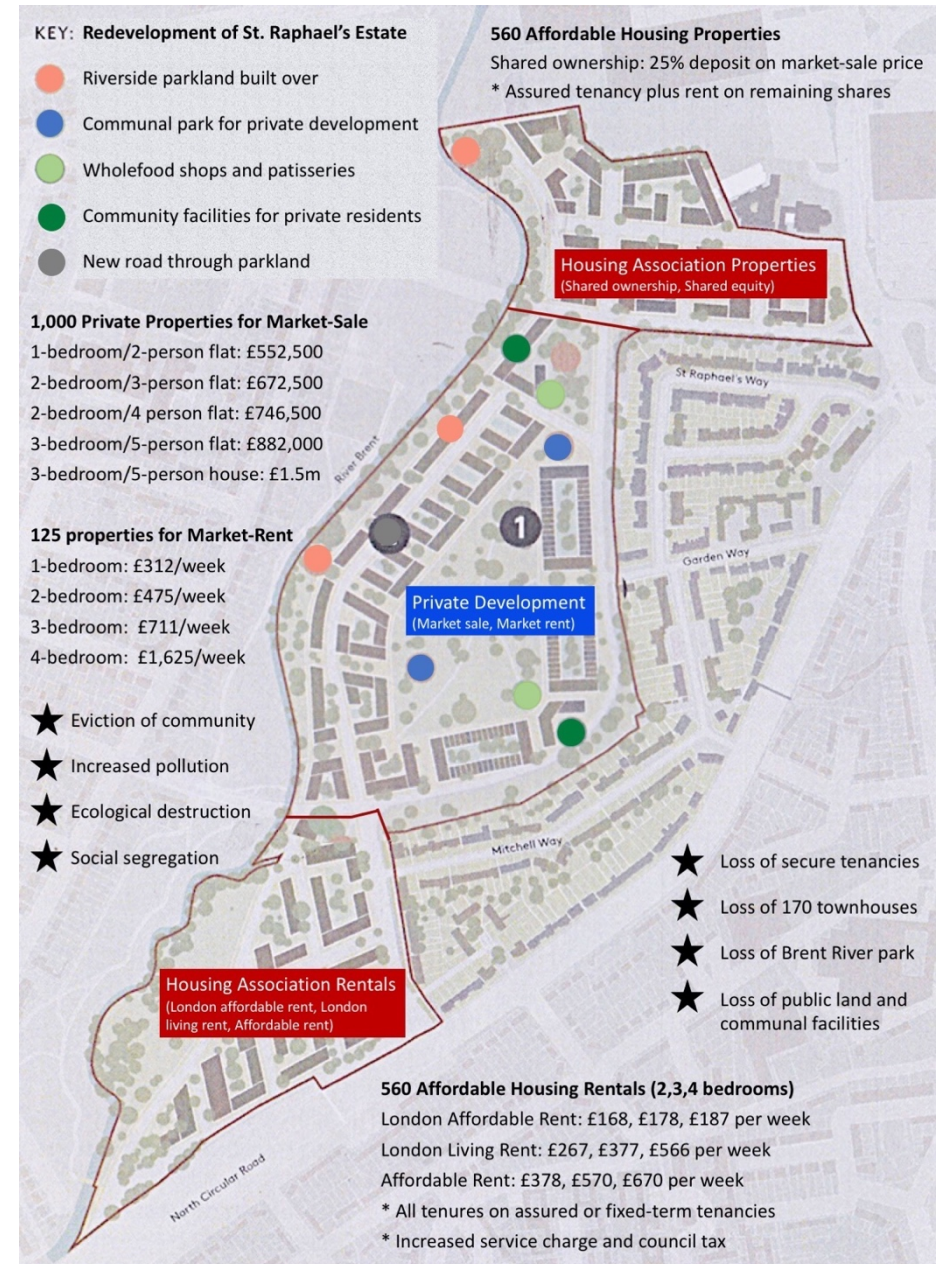 KEY: Redevelopment of St. Raphael's Estate
Riverside parkland built over
Communal park for private development
Wholefood shops and patisseries
Community facilities for private residents
New road through parkland
560 Affordable Housing Properties
Shared ownership: 25% deposit on market-sale price
* Assured tenancy plus rent on remaining shares
Housing Association Properties
(Shared ownership, Shared equity)
1,000 Private Properties for Market-Sale
1-bedroom/2-person flat: £552,500
2-bedroom/3-person flat: £672,500
2-bedroom/4 person flat: £746,500
3-bedroom/5-person flat: £882,000
3-bedroom/5-person house: £1.5m
St Raphael's Way
River Brent
1
125 properties for Market-Rent
1-bedroom: £312/week
2-bedroom: £475/week
3-bedroom: £711/week
4-bedroom: £1,625/week
Garden Way
Private Development
(Market sale, Market rent)
Eviction of community
Increased pollution
Ecological destruction
Social segregation
Mitchell Way
Loss of secure tenancies
Loss of 170 townhouses
Loss of Brent River park
Loss of public land and
communal facilities
Housing Association Rentals
(London affordable rent, London
living rent, Affordable rent)
North Circular Road
560 Affordable Housing Rentals (2,3,4 bedrooms)
London Affordable Rent: £168, £178, £187 per week
London Living Rent: £267, £377, £566 per week
Affordable Rent: £378, £570, £670 per week
* All tenures on assured or fixed-term tenancies
* Increased service charge and council tax